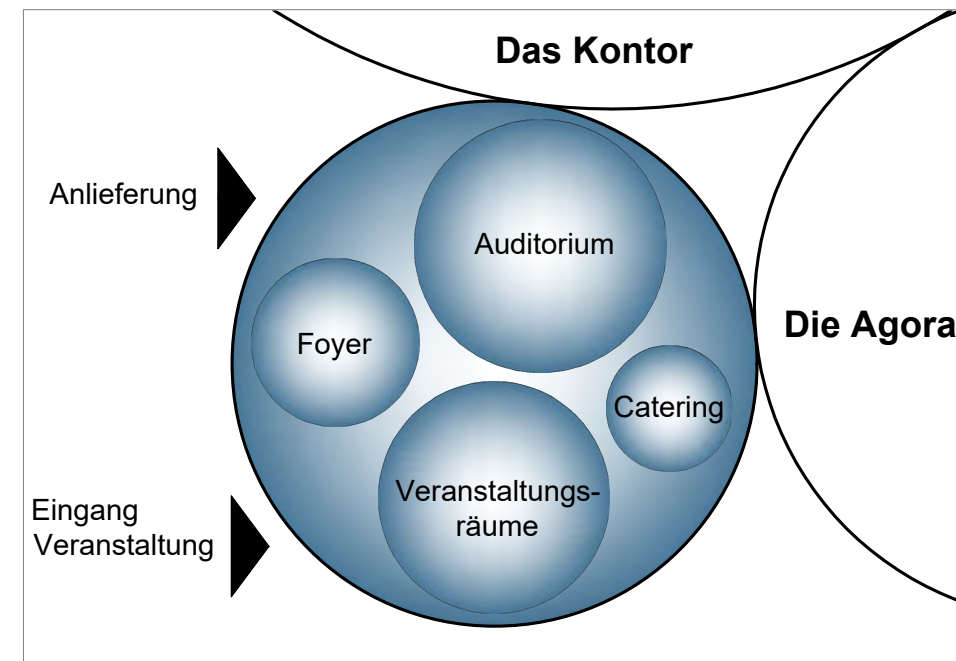 Das Kontor
Anlieferung
Auditorium
Foyer
Die Agora
Catering
Veranstaltungs-
räume
Eingang
Veranstaltung